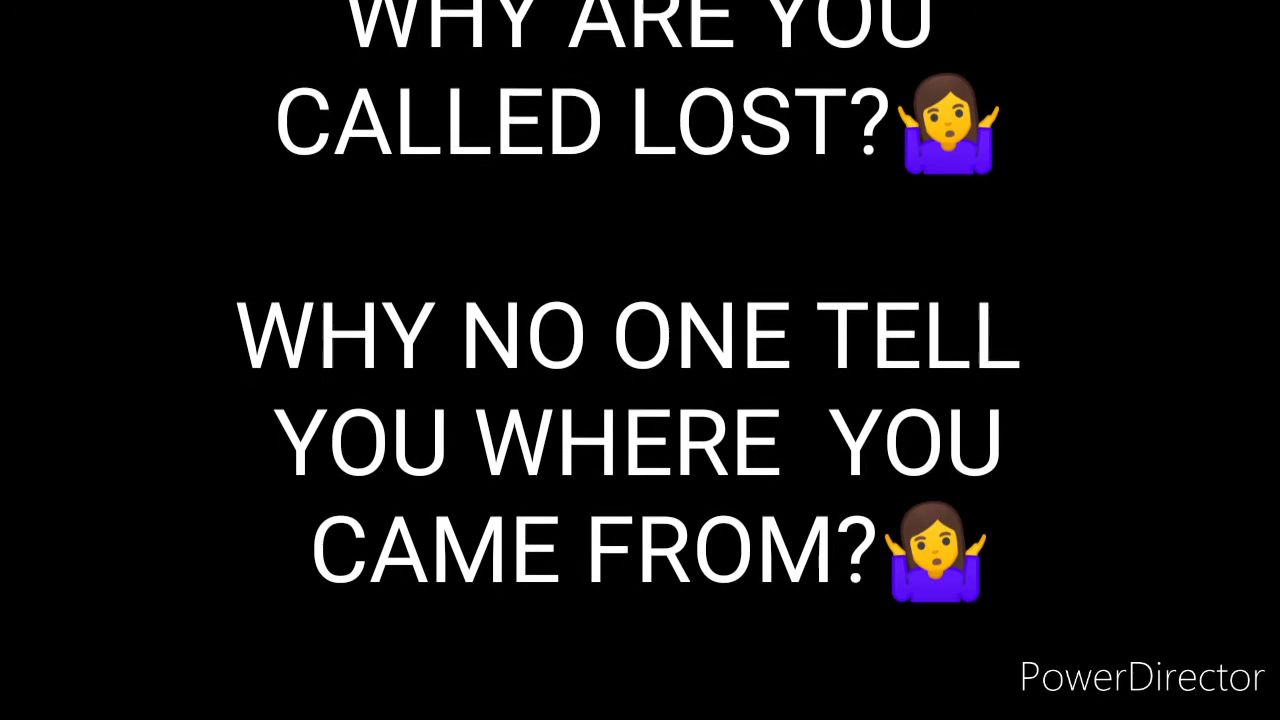 WHY ARE YOU
CALLED LOST?🤷‍♀️
WHY NO ONE TELL
YOU WHERE  YOU
CAME FROM?🤷‍♀️
PowerDirector